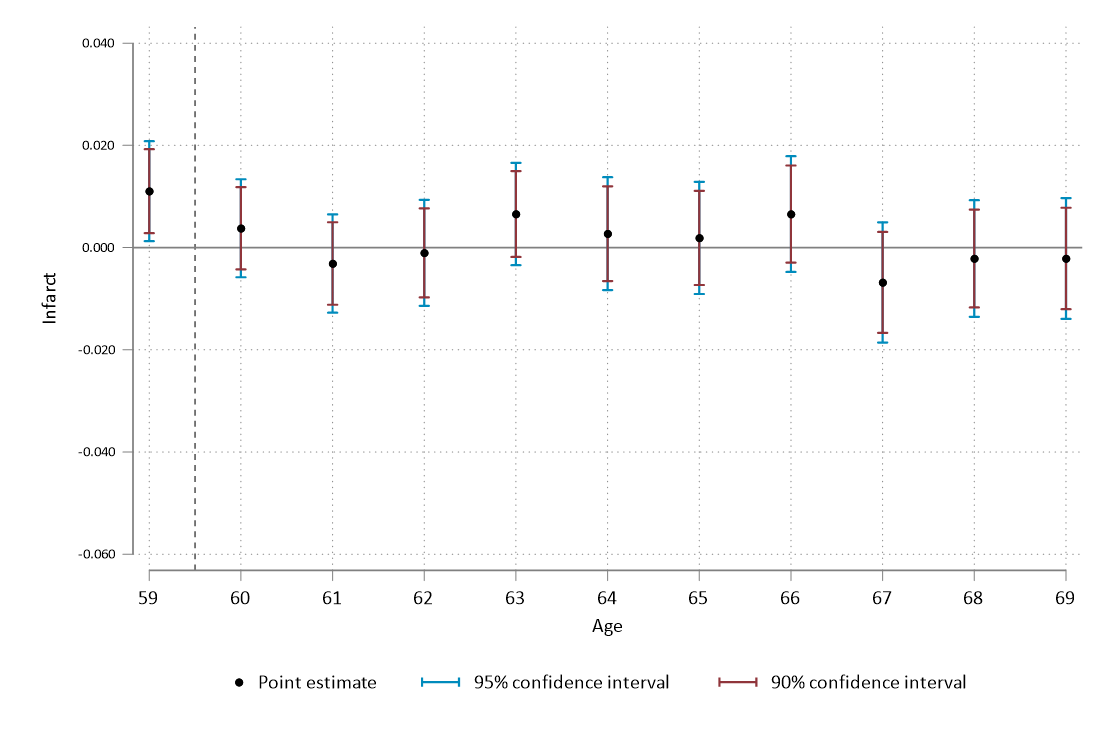 0.040
0.020
0.000
-0.020
-0.040
-0.060
Infarct
59 60 61 62 63 64 65 66 67 68 69
Age
Point estimate 95% confidence interval 90% confidence interval